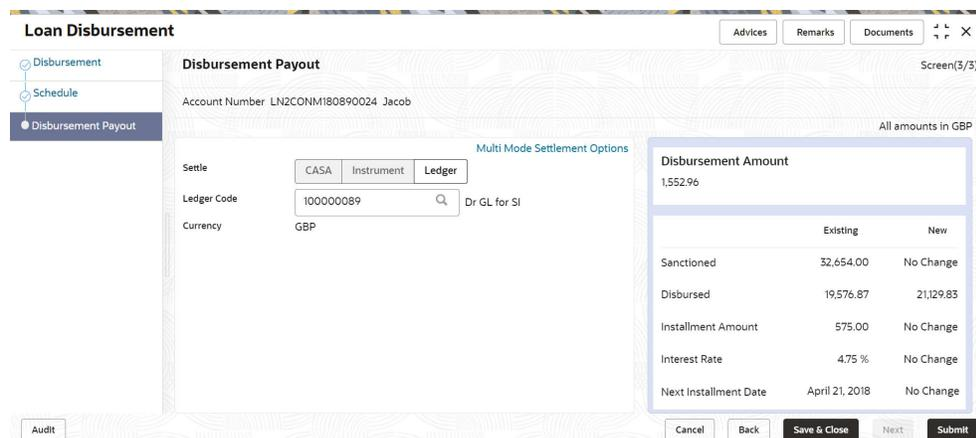 Loan Disbursement Advices Remarks Documents
Disbursement
Schedule
Disbursement Payout
Disbursement Payout Screen(3/3)
Account Number LN2CONM180890024 Jacob
All amounts in GBP
Multi Mode Settlement Options
Settle CASA Instrument Ledger
Ledger Code 100000089 Dr GL for SI
Currency GBP
Disbursement Amount
1,552.96
Existing New
Sanctioned 32,654.00 No Change
Disbursed 19,576.87 21,129.83
Installment Amount 575.00 No Change
Interest Rate 4.75 % No Change
Next Installment Date April 21, 2018 No Change
Audit Cancel Back Save & Close Next Submit